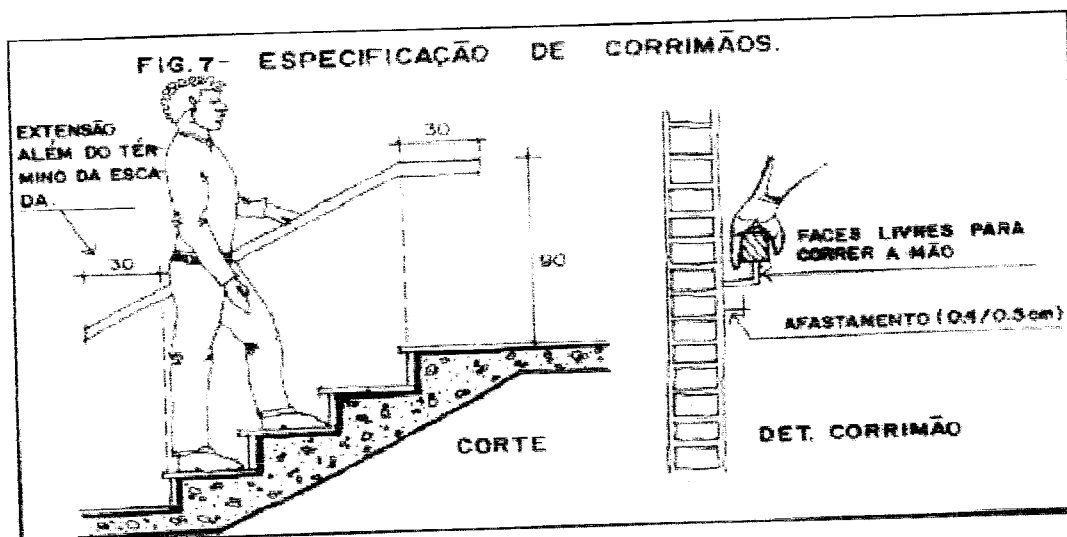 FIG. 7- ESPECIFICAÇÃO DE CORRIMÃOS.
EXTENSÃO
ALÉM DO TÉR-
MINO DA ESCA-
DA.
30
30
90
CORTE
FACES LIVRES PARA
CORRER A MÃO
AFASTAMENTO (0.4/0.5cm)
DET. CORRIMÃO